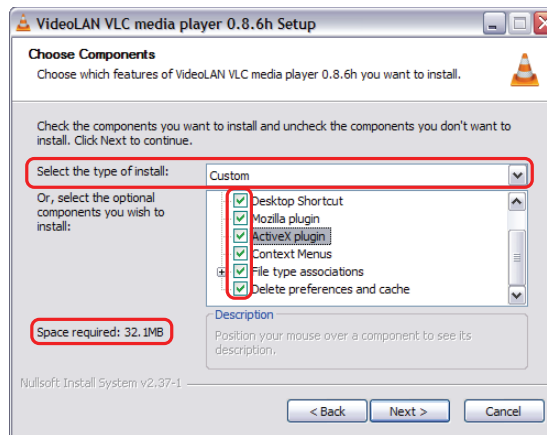 VideoLAN VLC media player 0.8.6h Setup
Choose Components
Choose which features of VideoLAN VLC media player 0.8.6h you want to install.
Check the components you want to install and uncheck the components you don't want to
install. Click Next to continue.
Select the type of install:
Custom
Or, select the optional
components you wish to
install:
Desktop Shortcut
Mozilla plugin
ActiveX plugin
Context Menus
File type associations
Delete preferences and cache
Space required: 32.1MB
Description
Position your mouse over a component to see its
description.
Nullsoft Install System v2.37-1
< Back
Next >
Cancel